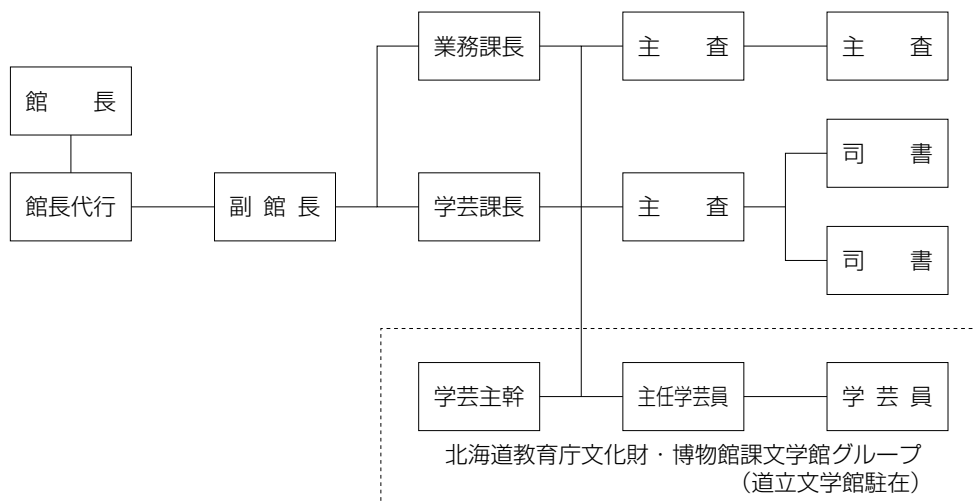 業務課長
主　査
主　査
館　長
司　書
館長代行
副館長
学芸課長
主　査
司　書
学芸主幹
主任学芸員
学芸員
北海道教育庁文化財・博物館課文学館グループ
（道立文学館駐在）